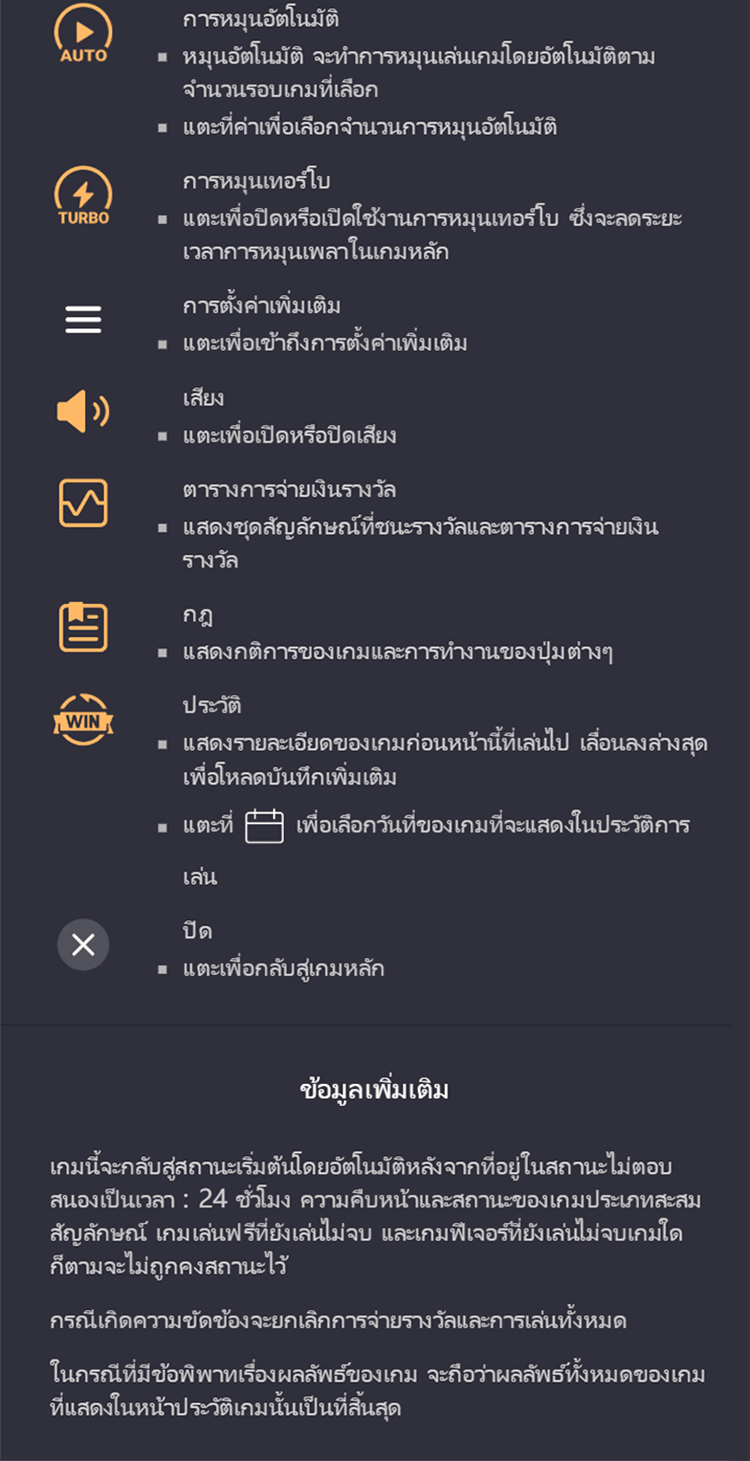 การหมุนอัตโนมัติ
AUTO
▪ หมุนอัตโนมัติ จะทำการหมุนเล่นเกมโดยอัตโนมัติตาม
จำนวนรอบเกมที่เลือก
▪ แตะที่ค่าเพื่อเลือกจำนวนการหมุนอัตโนมัติ
การหมุนเทอร์โบ
TURBO
▪ แตะเพื่อปิดหรือเปิดใช้งานการหมุนเทอร์โบ ซึ่งจะลดระยะ
เวลาการหมุนเพลาในเกมหลัก
การตั้งค่าเพิ่มเติม
▪ แตะเพื่อเข้าถึงการตั้งค่าเพิ่มเติม
เสียง
▪ แตะเพื่อเปิดหรือปิดเสียง
ตารางการจ่ายเงินรางวัล
▪ แสดงชุดสัญลักษณ์ที่ชนะรางวัลและตารางการจ่ายเงิน
รางวัล
กฎ
▪ แสดงกติการของเกมและการทำงานของปุ่มต่างๆ
ประวัติ
WIN
▪ แสดงรายละเอียดของเกมก่อนหน้านี้ที่เล่นไป เลื่อนลงล่างสุด
เพื่อโหลดบันทึกเพิ่มเติม
▪ แตะที่ เพื่อเลือกวันที่ของเกมที่จะแสดงในประวัติการ
เล่น
ปิด
▪ แตะเพื่อกลับสู่เกมหลัก
ข้อมูลเพิ่มเติม
เกมนี้จะกลับสู่สถานะเริ่มต้นโดยอัตโนมัติหลังจากที่อยู่ในสถานะไม่ตอบ
สนองเป็นเวลา : 24 ชั่วโมง ความคืบหน้าและสถานะของเกมประเภทสะสม
สัญลักษณ์ เกมเล่นฟรีที่ยังเล่นไม่จบ และเกมฟีเจอร์ที่ยังเล่นไม่จบเกมใด
ก็ตามจะไม่ถูกคงสถานะไว้
กรณีเกิดความขัดข้องจะยกเลิกการจ่ายรางวัลและการเล่นทั้งหมด
ในกรณีที่มีข้อพิพาทเรื่องผลลัพธ์ของเกม จะถือว่าผลลัพธ์ทั้งหมดของเกม
ที่แสดงในหน้าประวัติเกมนั้นเป็นที่สิ้นสุด